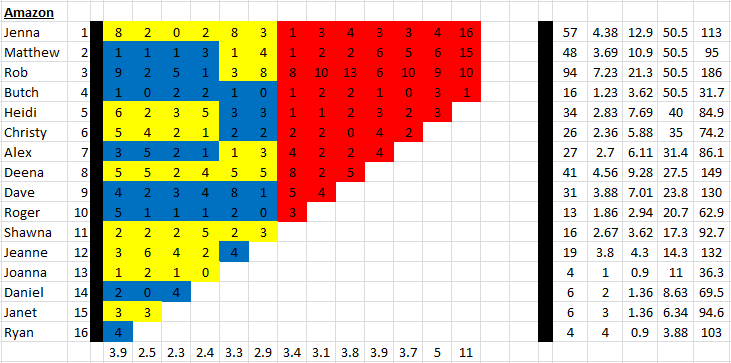 Amazon
Jenna 1 8 2 0 2 8 3 1 3 4 3 3 4 16 57 4.38 12.9 50.5 113
Matthew 2 1 1 1 3 1 4 1 2 2 6 5 6 15 48 3.69 10.9 50.5 95
Rob 3 9 2 5 1 3 8 8 10 13 6 10 9 10 94 7.23 21.3 50.5 186
Butch 4 1 0 2 2 1 0 1 2 2 1 0 3 1 16 1.23 3.62 50.5 31.7
Heidi 5 6 2 3 5 3 3 1 1 2 3 2 3 34 2.83 7.69 40 84.9
Christy 6 5 4 2 1 2 2 2 2 0 4 2 26 2.36 5.88 35 74.2
Alex 7 3 5 2 1 1 3 4 2 2 4 27 2.7 6.11 31.4 86.1
Deena 8 5 5 2 4 5 5 8 2 5 41 4.56 9.28 27.5 149
Dave 9 4 2 3 4 8 1 5 4 31 3.88 7.01 23.8 130
Roger 10 5 1 1 1 2 0 3 13 1.86 2.94 20.7 62.9
Shawna 11 2 2 2 5 2 3 16 2.67 3.62 17.3 92.7
Jeanne 12 3 6 4 2 4 19 3.8 4.3 14.3 132
Joanna 13 1 2 1 0 4 1 0.9 11 36.3
Daniel 14 2 0 4 6 2 1.36 8.63 69.5
Janet 15 3 3 6 3 1.36 6.34 94.6
Ryan 16 4 4 4 0.9 3.88 103
3.9 2.5 2.3 2.4 3.3 2.9 3.4 3.1 3.8 3.9 3.7 5 11